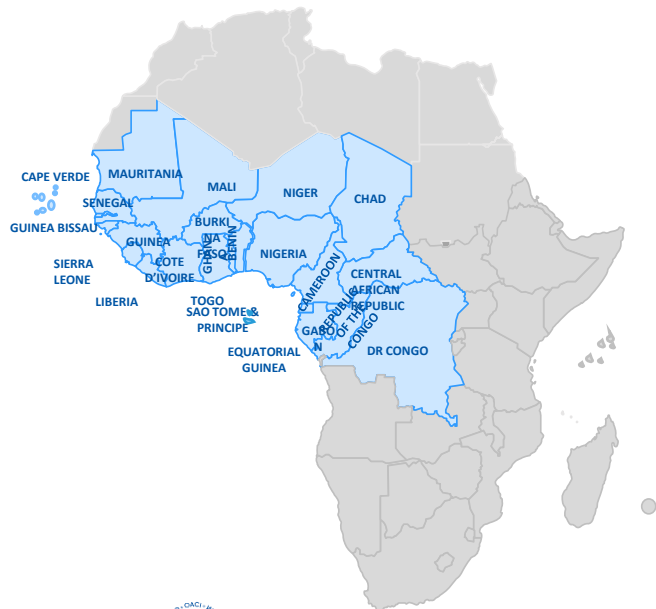 CAPE VERDE
MAURITANIA
MALI
NIGER
CHAD
SENEGAL
GUINEA BISSAU
GUINEA
BURKI
NA
FASO
GHANA
BENIN
NIGERIA
COTE
D'IVOIRE
SIERRA
LEONE
LIBERIA
TOGO
SAO TOME &
PRINCIPE
EQUATORIAL
GUINEA
CAMEROON
CENTRAL
AFRICAN
REPUBLIC
REPUBLIC
OF THE
CONGO
GABO
N
DR CONGO
OACI